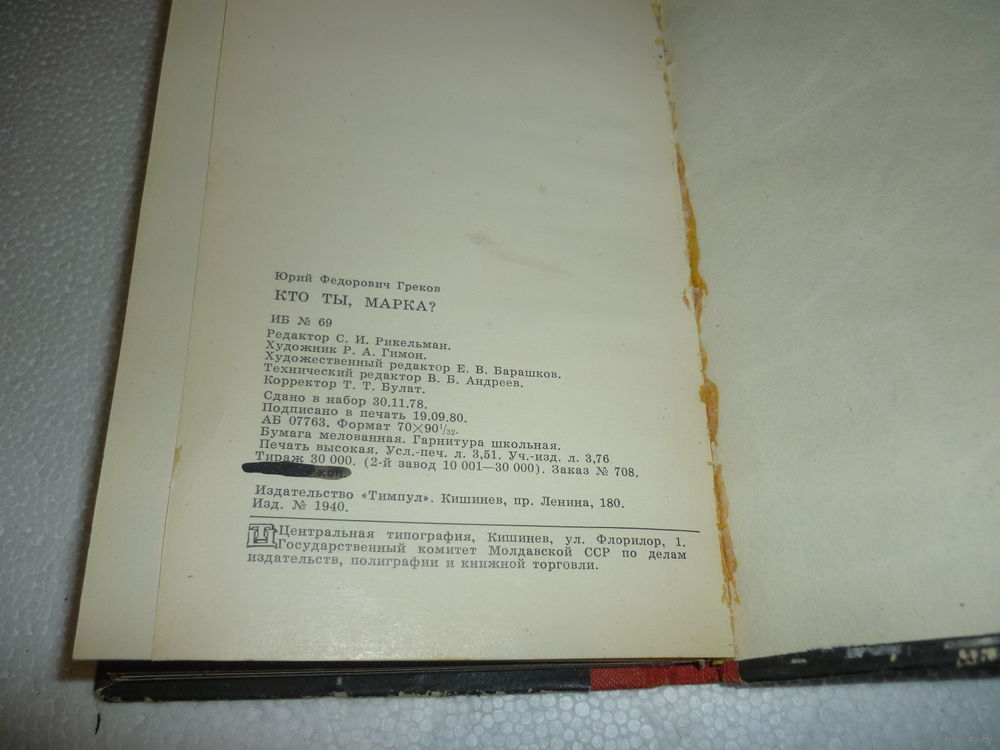 Юрий Федорович Греков
КТО ТЫ, МАРКА?
ИБ № 69
Редактор С. И. Рикельман.
Художник Р. А. Гимон.
Художественный редактор Е. В. Барашков.
Технический редактор В. Б. Андреев.
Корректор Т. Т. Булат.
Сдано в набор 30.11.78.
Подписано в печать 19.09.80.
АБ 07763. Формат 70×90¹/₃₂.
Бумага мелованная. Гарнитура школьная.
Печать высокая. Усл.-печ. л. 3,51. Уч.-изд. л. 3,76
Тираж 30 000. (2-й завод 10 001—30 000). Заказ № 708.
коп.
Издательство «Тимпул». Кишинев, пр. Ленина, 180.
Изд. № 1940.
Центральная типография, Кишинев, ул. Флорилор, 1.
Государственный комитет Молдавской ССР по делам
издательств, полиграфии и книжной торговли.